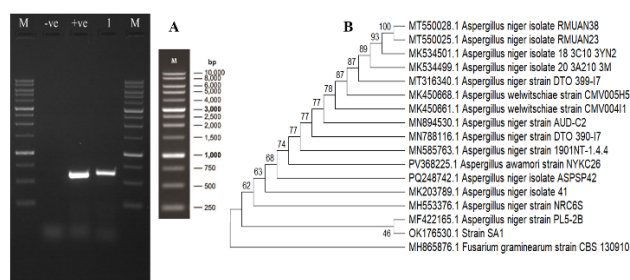 M -ve +ve 1 M
A
M
bp
10,000
8,000
6,000
5,000
4,000
3,000
2,500
2,000
1,500
1,000
750
500
250
B
MT550028.1 Aspergillus niger isolate RMUAN38
MT550025.1 Aspergillus niger isolate RMUAN23
MK534501.1 Aspergillus niger isolate 18 3C10 3YN2
MK534499.1 Aspergillus niger isolate 20 3A210 3M
MT316340.1 Aspergillus niger strain DTO 399-I7
MK450668.1 Aspergillus welwitschiae strain CMV005H5
MK450661.1 Aspergillus welwitschiae strain CMV004I1
MN894530.1 Aspergillus niger strain AUD-C2
MN788116.1 Aspergillus niger strain DTO 390-I7
MN585763.1 Aspergillus niger strain 1901NT-1.4.4
PV368225.1 Aspergillus awamori strain NYKC26
PQ248742.1 Aspergillus niger isolate ASPSP42
MK203789.1 Aspergillus niger isolate 41
MH553376.1 Aspergillus niger strain NRC6S
MF422165.1 Aspergillus niger strain PL5-2B
OK176530.1 Strain SA1
MH865876.1 Fusarium graminearum strain CBS 130910
100
93
89
87
87
78
77
77
77
74
68
63
62
46